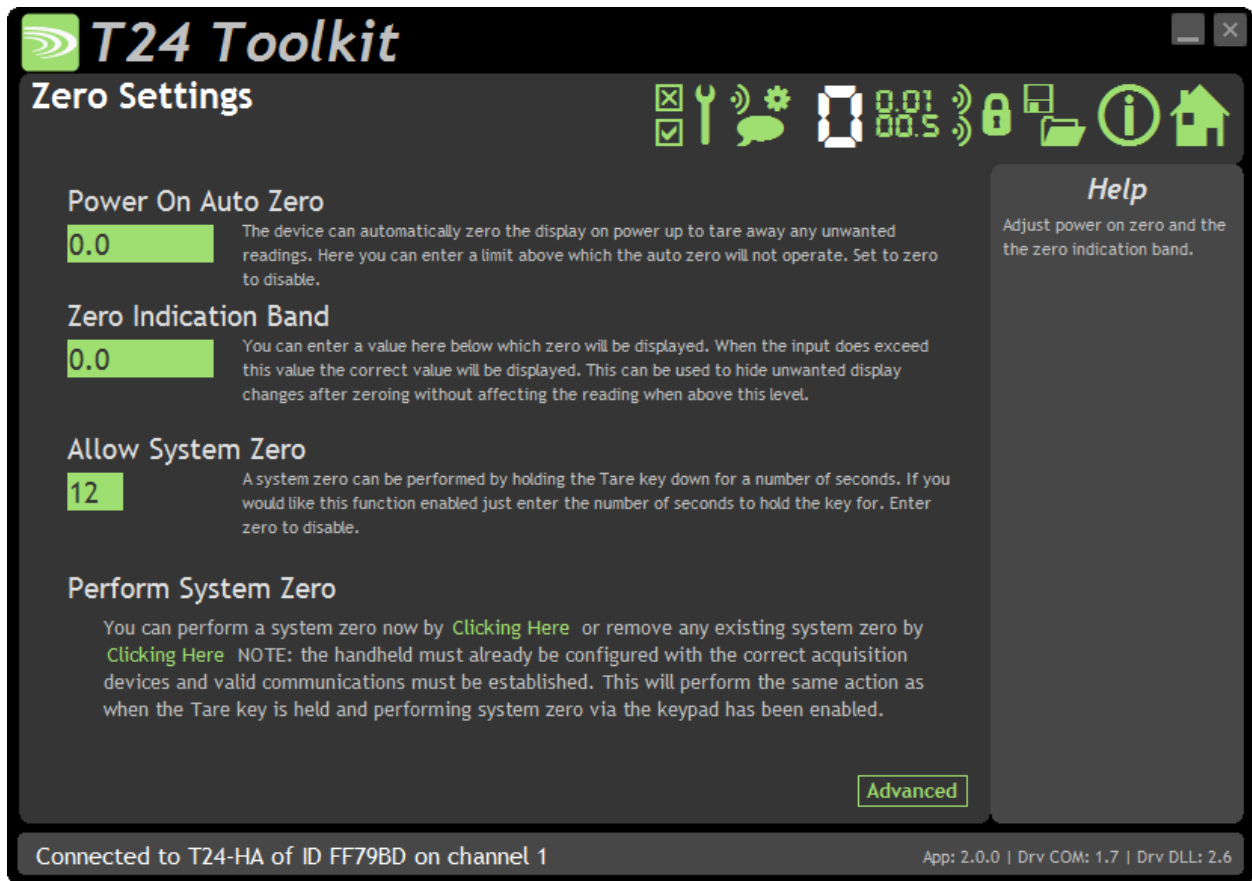 T24 Toolkit
Zero Settings
0
0.01
00.5
Power On Auto Zero
0.0
The device can automatically zero the display on power up to tare away any unwanted
readings. Here you can enter a limit above which the auto zero will not operate. Set to zero
to disable.
Zero Indication Band
0.0
You can enter a value here below which zero will be displayed. When the input does exceed
this value the correct value will be displayed. This can be used to hide unwanted display
changes after zeroing without affecting the reading when above this level.
Allow System Zero
12
A system zero can be performed by holding the Tare key down for a number of seconds. If you
would like this function enabled just enter the number of seconds to hold the key for. Enter
zero to disable.
Perform System Zero
You can perform a system zero now by Clicking Here or remove any existing system zero by
Clicking Here NOTE: the handheld must already be configured with the correct acquisition
devices and valid communications must be established. This will perform the same action as
when the Tare key is held and performing system zero via the keypad has been enabled.
Advanced
Help
Adjust power on zero and the
the zero indication band.
Connected to T24-HA of ID FF79BD on channel 1
App: 2.0.0 | Drv COM: 1.7 | Drv DLL: 2.6